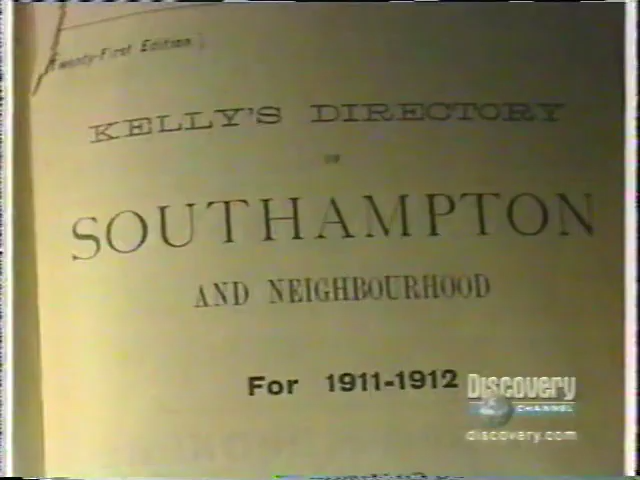 Twenty-First Edition]
KELLY'S DIRECTORY
OF
SOUTHAMPTON
AND NEIGHBOURHOOD
For 1911-1912
Discovery
CHANNEL
discovery.com